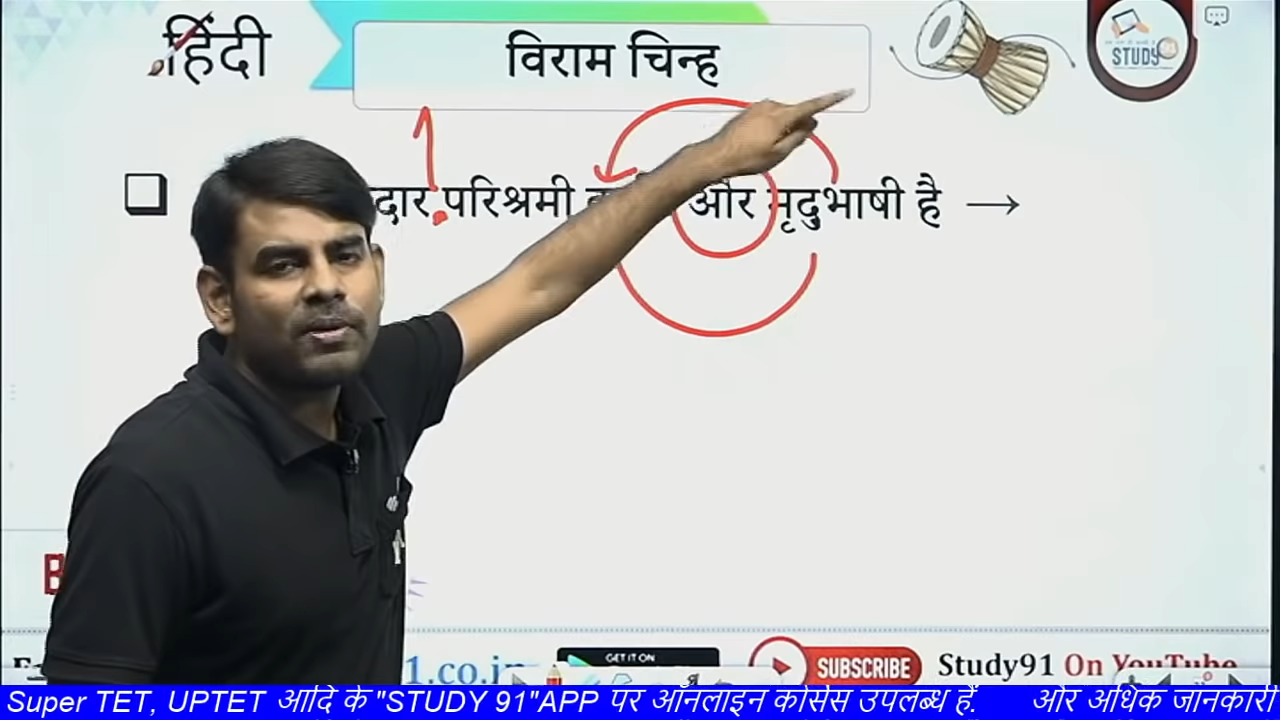 हिंदी
विराम चिन्ह
STUDY
परिश्रमी और मृदुभाषी है →
GET IT ON
SUBSCRIBE
Study91 On YouTube
Super TET, UPTET आदि के "STUDY 91"APP पर ऑनलाइन कोर्सेस उपलब्ध हैं. और अधिक जानकारी